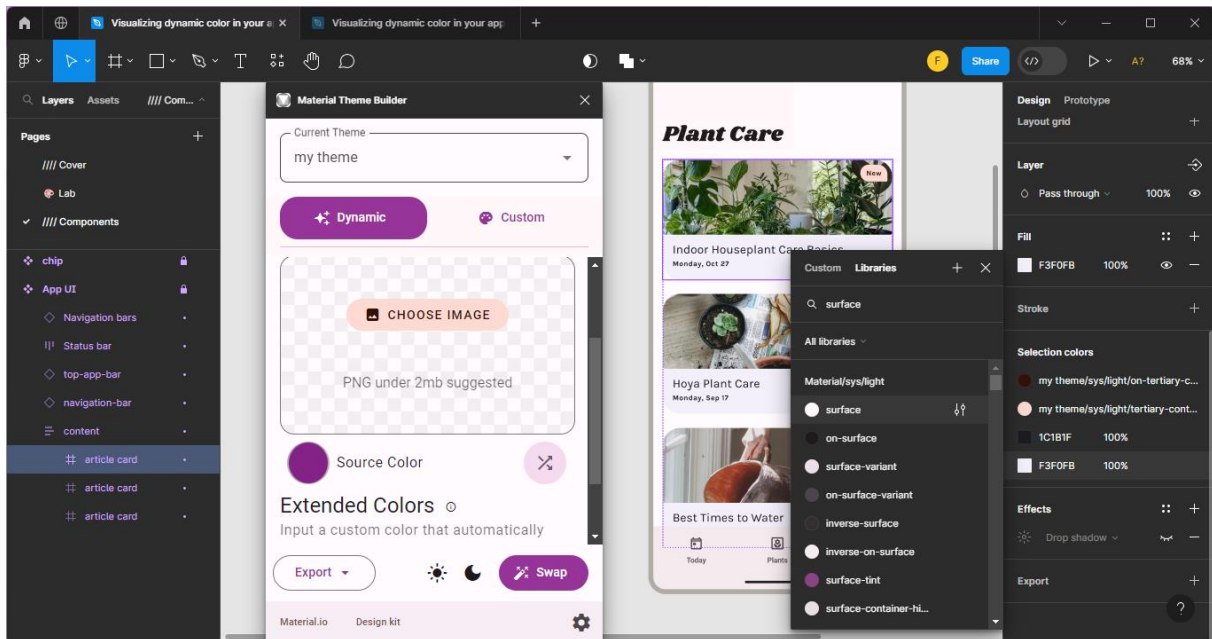 Visualizing dynamic color in your a
Visualizing dynamic color in your app
F
Share
A?
68%
Layers Assets //// Com...
Pages
//// Cover
Lab
//// Components
chip
App UI
Navigation bars
Status bar
top-app-bar
navigation-bar
content
article card
article card
article card
Material Theme Builder
Current Theme
my theme
Dynamic
Custom
CHOOSE IMAGE
PNG under 2mb suggested
Source Color
Extended Colors
Input a custom color that automatically
Export
Swap
Material.io Design kit
Plant Care
New
Indoor Houseplant Care Basics
Monday, Oct 27
Hoya Plant Care
Monday, Sep 17
Best Times to Water
Today
Plants
Custom Libraries
surface
All libraries
Material/sys/light
surface
on-surface
surface-variant
on-surface-variant
inverse-surface
inverse-on-surface
surface-tint
surface-container-hi...
Design Prototype
Layout grid
Layer
Pass through 100%
Fill
F3F0FB 100%
Stroke
Selection colors
my theme/sys/light/on-tertiary-c...
my theme/sys/light/tertiary-cont...
1C1B1F 100%
F3F0FB 100%
Effects
Drop shadow
Export
?